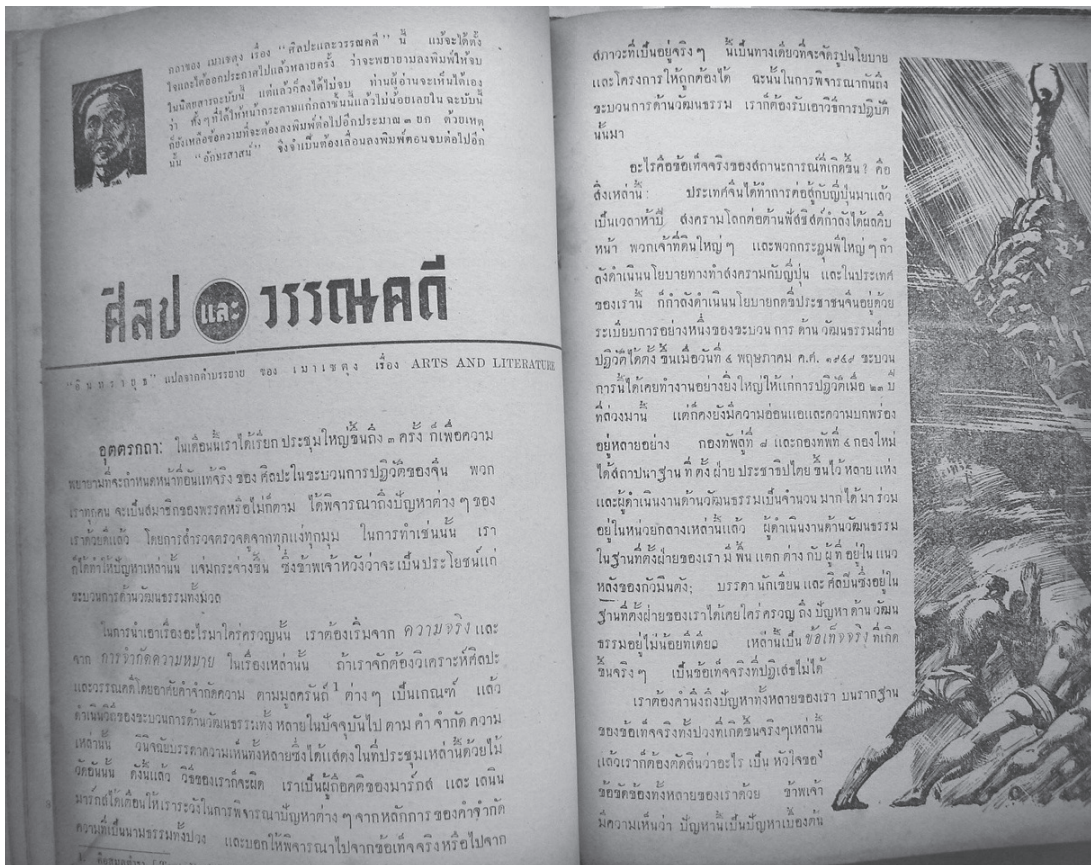 กถาของ เมาเซตุง เรื่อง "ศิลปะและวรรณคดี" นี้ แม้จะได้ตั้ง
ใจและได้ออกประกาศไปแล้วหลายครั้ง ว่าจะพยายามลงพิมพ์ให้จบ
ในนิตยสารฉะบับนี้ แต่แล้วก็ลงได้ไม่จบ ท่านผู้อ่านจะเห็นได้เอง
ว่า ทั้ง ๆ ที่ได้ให้หน้ากระดาษแก่กถาชิ้นนี้แล้วไม่น้อยเลยใน ฉะบับนี้
ก็ยังเหลือข้อความที่จะต้องลงพิมพ์ต่อไปอีกประมาณ ๓ ยก ด้วยเหตุ
นั้น "อักษรสาส์น" จึงจำเป็นต้องเลื่อนลงพิมพ์ตอนจบต่อไปอีก
ศิลป และ วรรณคดี
"อินทรายุธ" แปลจากคำบรรยาย ของ เมาเซตุง เรื่อง ARTS AND LITERATURE
อุตตรกถา: ในเดือนนี้เราได้เรียก ประชุมใหญ่ขึ้นถึง ๓ ครั้ง ก็เพื่อความ
พยายามที่จะกำหนดหน้าที่อันแท้จริง ของ ศิลปะในขะบวนการปฏิวัติของจีน พวก
เราทุกคน จะเป็นสมาชิกของพรรคหรือไม่ก็ตาม ได้พิจารณาถึงปัญหาต่าง ๆ ของ
เราด้วยดีแล้ว โดยการสำรวจตรวจดูจากทุกแง่ทุกมุม ในการทำเช่นนั้น เรา
ก็ได้ทำให้ปัญหาเหล่านั้น แจ่มกระจ่างขึ้น ซึ่งข้าพเจ้าหวังว่าจะ เป็นประโยชน์แก่
ขะบวนการด้านวัฒนธรรมทั้งมวล
ในการนำเอาเรื่องอะไรมาใคร่ครวญนั้น เราต้องเริ่มจาก ความจริง และ
จาก การจำกัดความหมาย ในเรื่องเหล่านั้น ถ้าเราจักต้องวิเคราะห์ศิลปะ
และวรรณคดีโดยอาศัยคำจำกัดความ ตามมูลครันถ์ 1 ต่าง ๆ เป็นเกณฑ์ แล้ว
ดำเนินวิถีของขะบวนการด้านวัฒนธรรมทั้ง หลายในปัจจุบันไป ตาม คำ จำกัด ความ
เหล่านั้น วินิจฉัยบรรดาความเห็นทั้งหลายซึ่งได้แสดงในที่ประชุมเหล่านี้ด้วยไม้
วัดอันนั้น ดังนี้แล้ว วิธีของเราก็จะผิด เราเป็นผู้ถือคติของมาร์กส์ และ เลนิน
มาร์กส์ได้เตือนให้เราระวังในการพิจารณาปัญหาต่าง ๆ จากหลักการ ของคำจำกัด
ความที่เป็นนามธรรมทั้งปวง และบอกให้พิจารณาไปจากข้อเท็จจริง หรือไปจาก
สภาวะที่เป็นอยู่จริง ๆ นี้เป็นทางเดียวที่จะจัดรูปนโยบาย
และโครงการให้ถูกต้องได้ ฉะนั้นในการพิจารณากันถึง
ขะบวนการด้านวัฒนธรรม เราก็ต้องรับเอาวิธีการปฏิบัติ
นั้นมา
อะไรคือข้อเท็จจริงของสถานะการณ์ที่เกิดขึ้น? คือ
สิ่งเหล่านี้: ประเทศจีนได้ทำการต่อสู้กับญี่ปุ่นมาแล้ว
เป็นเวลาห้าปี สงครามโลกต่อต้านฟัสซิสต์กำลังได้ผลคืบ
หน้า พวกเจ้าที่ดินใหญ่ ๆ และพวกกระฎุมพีใหญ่ ๆ กำ
ลังดำเนินนโยบายทางทำสงครามกับญี่ปุ่น และในประเทศ
ของเรานี้ ก็กำลังดำเนินนโยบายกดขี่ประชาชนจีนอยู่ด้วย
ระเบียบการอย่างหนึ่งของขะบวน การ ด้าน วัฒนธรรมฝ่าย
ปฏิวัติได้ตั้ง ขึ้นเมื่อวันที่ ๔ พฤษภาคม ค.ศ. ๑๙๔๙ ขะบวน
การนี้ได้เคยทำงานอย่างยิ่งใหญ่ให้แก่การปฏิวัติเมื่อ ๒๓ ปี
ที่ล่วงมานี้ แต่ก็คงยังมีความอ่อนแอและความบกพร่อง
อยู่หลายอย่าง กองทัพลู่ที่ ๘ และกองทัพที่ ๔ กองใหม่
ได้สถาปนาฐาน ที่ ตั้ง ฝ่าย ประชาธิปไตย ขึ้นไว้ หลาย แห่ง
และผู้ดำเนินงานด้านวัฒนธรรมเป็นจำนวน มาก ได้ มา ร่วม
อยู่ในหน่วยกลางเหล่านี้แล้ว ผู้ดำเนินงานด้านวัฒนธรรม
ในฐานที่ตั้งฝ่ายของเรา มี พื้น แตก ต่าง กับ ผู้ ที่ อยู่ ใน แนว
หลังของก๊วมินตัง; บรรดา นักเขียน และ ศิลปินซึ่งอยู่ใน
ฐานที่ตั้งฝ่ายของเราได้เคยใคร่ ครวญ ถึง ปัญหา ด้าน วัฒน
ธรรมอยู่ไม่น้อยทีเดียว เหล่านี้เป็น ข้อเท็จจริง ที่เกิด
ขึ้นจริง ๆ เป็นข้อเท็จจริงที่ปฏิเสธไม่ได้
เราต้องคำนึงถึงปัญหาทั้งหลายของเรา บนรากฐาน
ของข้อเท็จจริงทั้งปวงที่เกิดขึ้นจริงๆเหล่านี้
แล้วเราก็ต้องตัดสินว่าอะไร เป็น หัวใจของ
ข้อขัดข้องทั้งหลายของเราด้วย ข้าพเจ้า
มีความเห็นว่า ปัญหานี้เป็นปัญหาเบื้องต้น